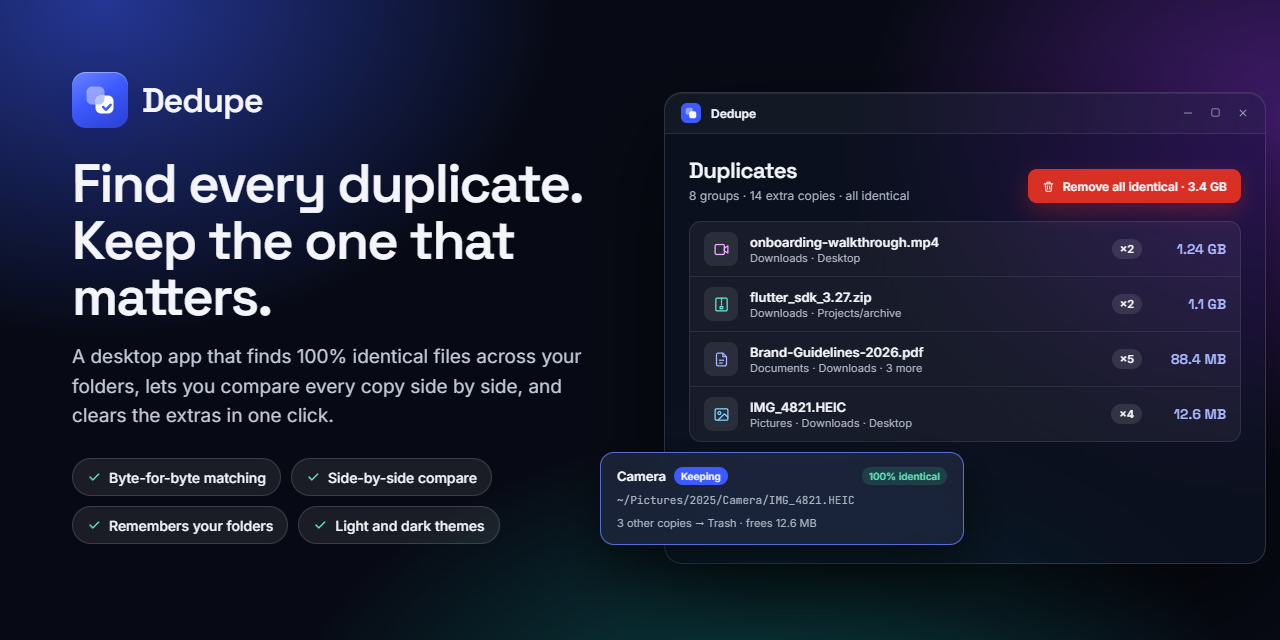 Dedupe
Find every duplicate.
Keep the one that
matters.
A desktop app that finds 100% identical files across your
folders, lets you compare every copy side by side, and
clears the extras in one click.
Byte-for-byte matching
Side-by-side compare
Remembers your folders
Light and dark themes
Dedupe
Duplicates
8 groups · 14 extra copies · all identical
Remove all identical · 3.4 GB
onboarding-walkthrough.mp4
Downloads · Desktop
×2
1.24 GB
flutter_sdk_3.27.zip
Downloads · Projects/archive
×2
1.1 GB
Brand-Guidelines-2026.pdf
Documents · Downloads · 3 more
×5
88.4 MB
IMG_4821.HEIC
Pictures · Downloads · Desktop
×4
12.6 MB
Camera
Keeping
100% identical
~/Pictures/2025/Camera/IMG_4821.HEIC
3 other copies → Trash · frees 12.6 MB